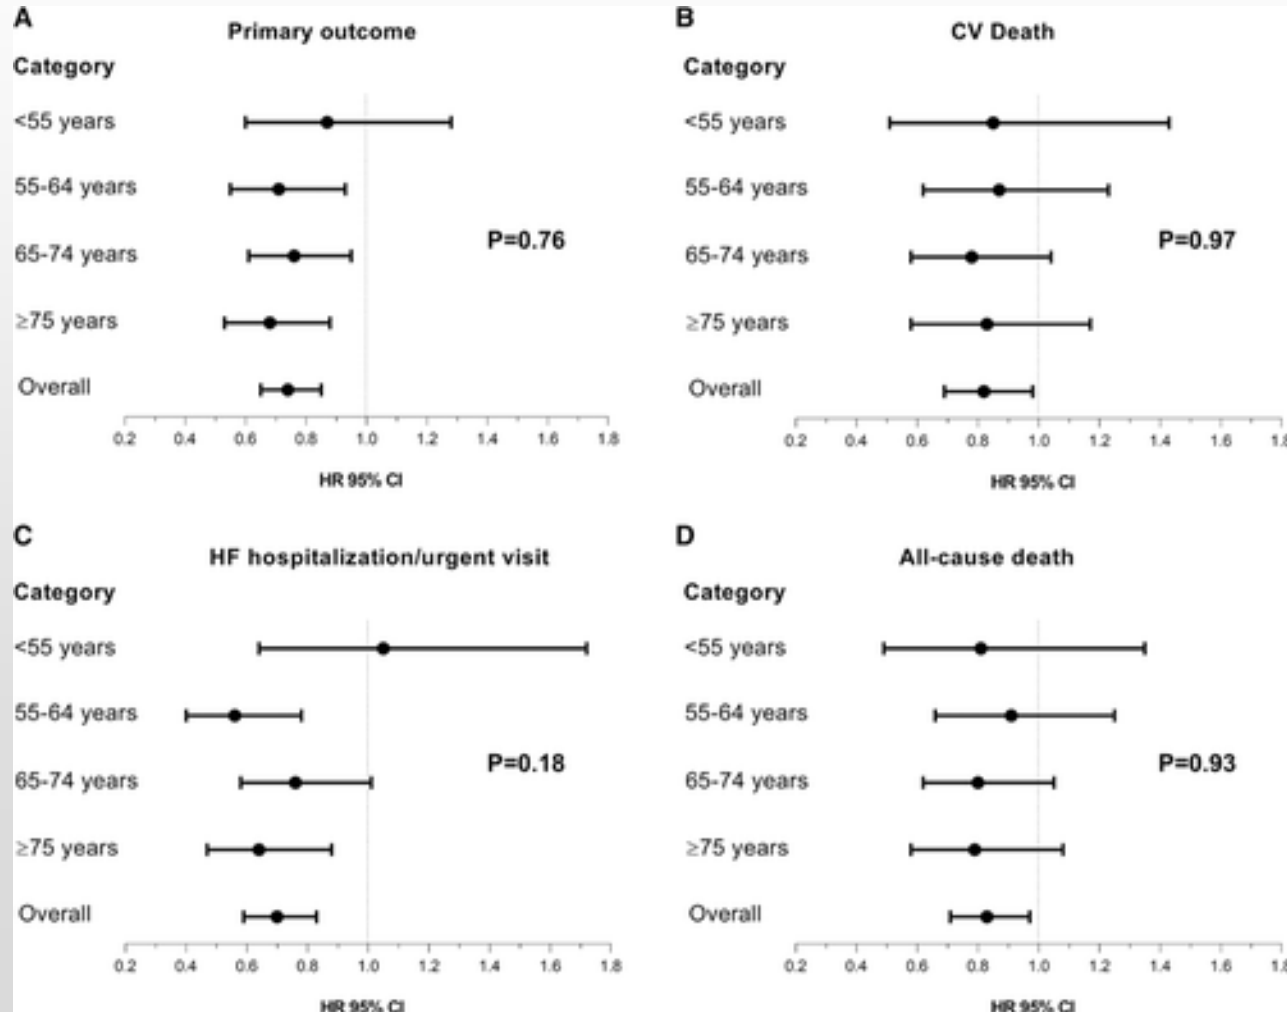 A
Primary outcome
Category
<55 years
55-64 years
65-74 years
P=0.76
≥75 years
Overall
0.2 0.4 0.6 0.8 1.0 1.2 1.4 1.6 1.8
HR 95% CI
B
CV Death
Category
<55 years
55-64 years
65-74 years
P=0.97
≥75 years
Overall
0.2 0.4 0.6 0.8 1.0 1.2 1.4 1.6 1.8
HR 95% CI
C
HF hospitalization/urgent visit
Category
<55 years
55-64 years
65-74 years
P=0.18
≥75 years
Overall
0.2 0.4 0.6 0.8 1.0 1.2 1.4 1.6 1.8
HR 95% CI
D
All-cause death
Category
<55 years
55-64 years
65-74 years
P=0.93
≥75 years
Overall
0.2 0.4 0.6 0.8 1.0 1.2 1.4 1.6 1.8
HR 95% CI